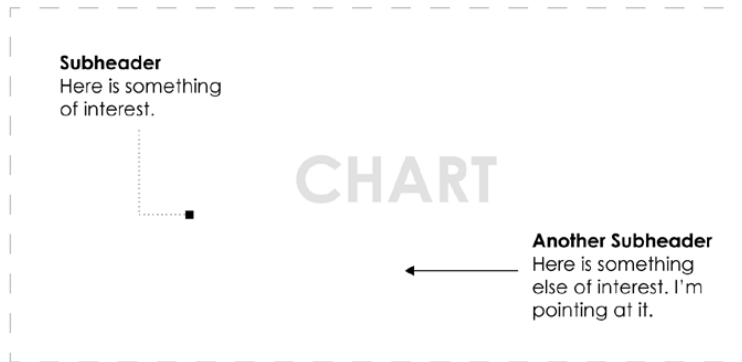 Subheader
Here is something
of interest.
CHART
Another Subheader
Here is something
else of interest. I'm
pointing at it.